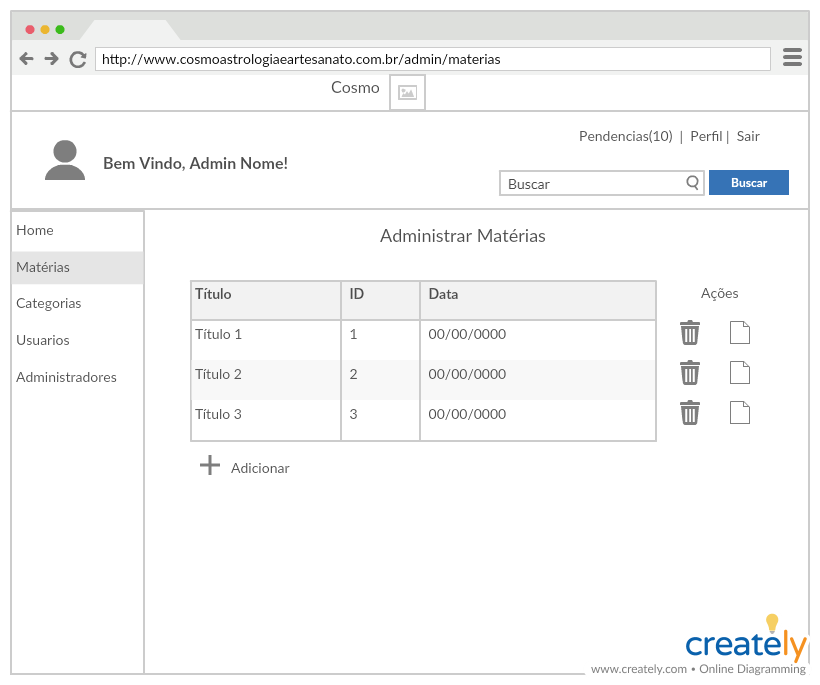 http://www.cosmoastrologiaeartesanato.com.br/admin/materias
Cosmo
Pendencias(10) | Perfil | Sair
Bem Vindo, Admin Nome!
Buscar Buscar
Home
Matérias
Categorias
Usuarios
Administradores
Administrar Matérias
Título ID Data Ações
Título 1 1 00/00/0000
Título 2 2 00/00/0000
Título 3 3 00/00/0000
Adicionar
creately
www.creately.com • Online Diagramming